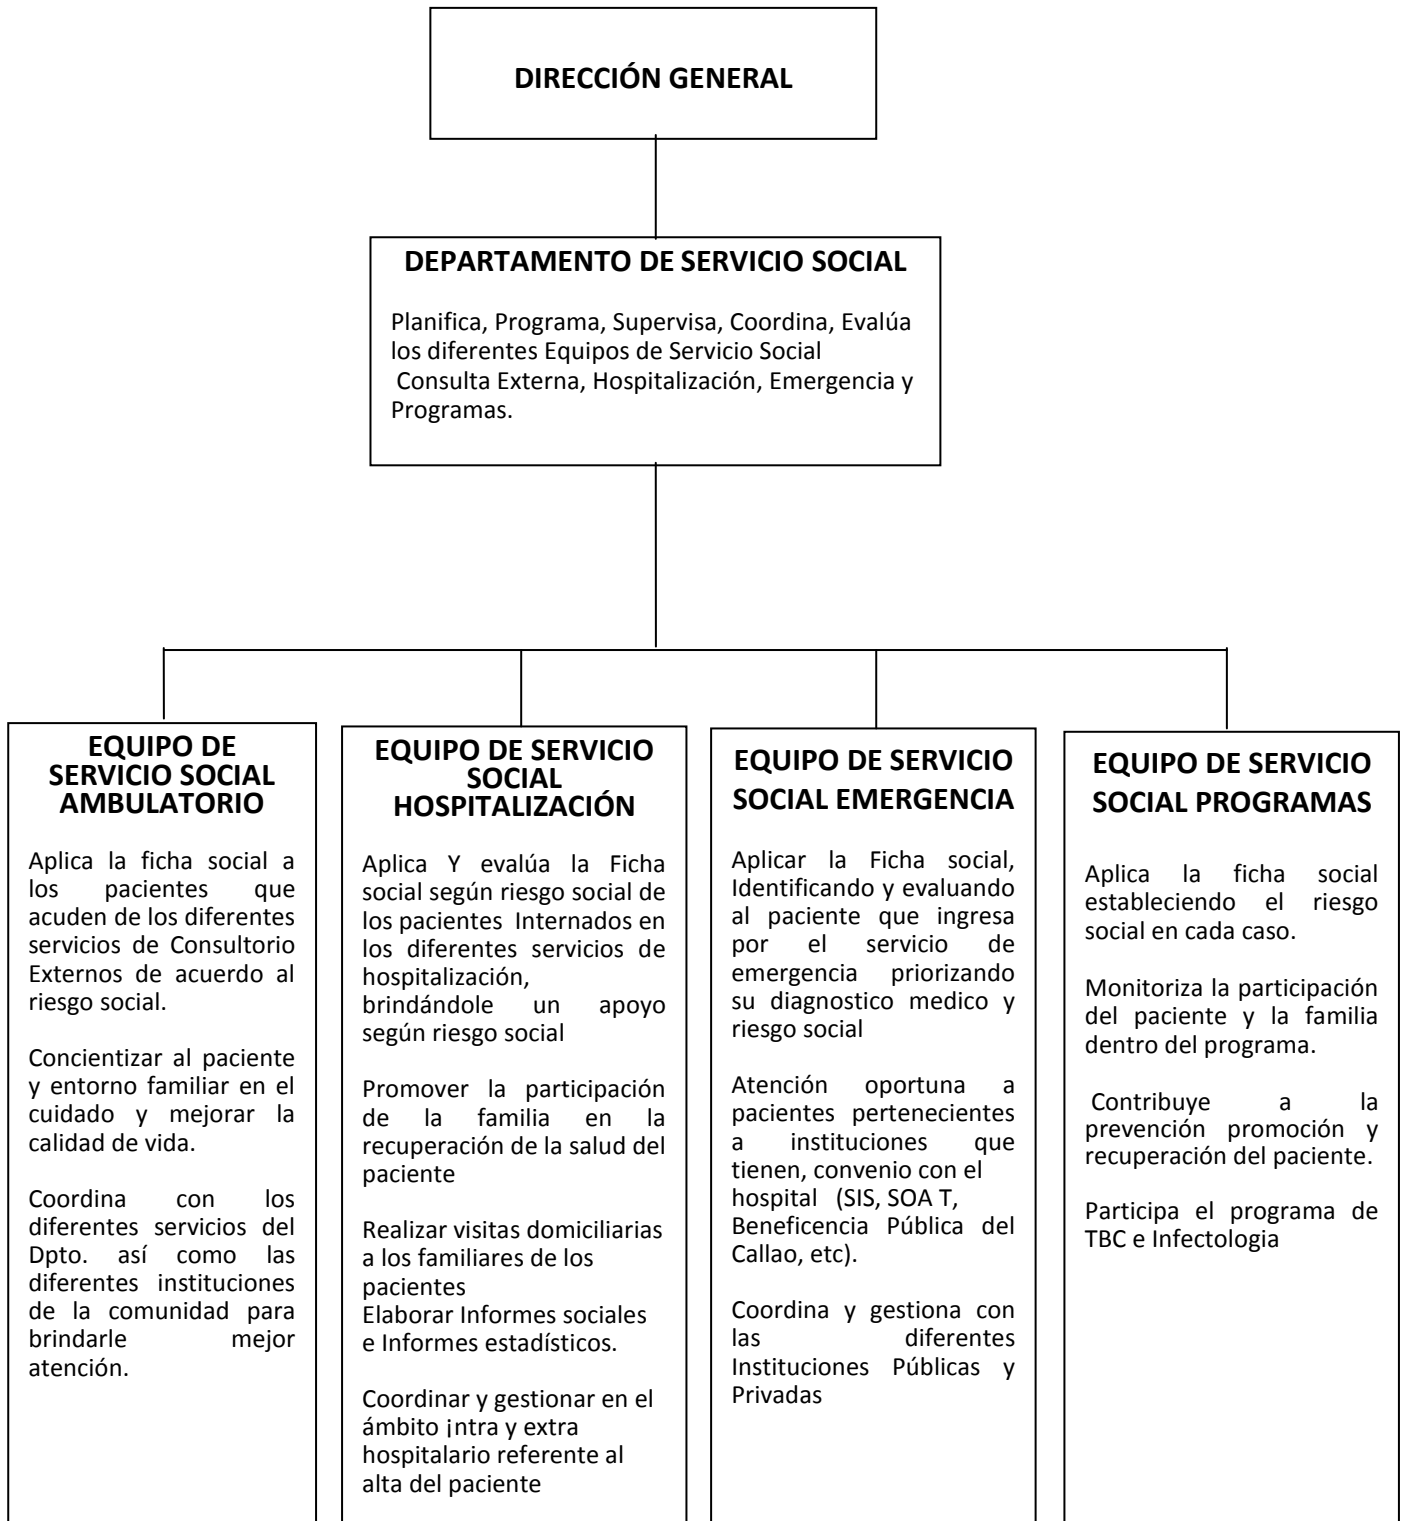 DIRECCIÓN GENERAL
DEPARTAMENTO DE SERVICIO SOCIAL
Planifica, Programa, Supervisa, Coordina, Evalúa
los diferentes Equipos de Servicio Social
Consulta Externa, Hospitalización, Emergencia y
Programas.
EQUIPO DE
SERVICIO SOCIAL
AMBULATORIO
Aplica la ficha social a
los pacientes que
acuden de los diferentes
servicios de Consultorio
Externos de acuerdo al
riesgo social.
Concientizar al paciente
y entorno familiar en el
cuidado y mejorar la
calidad de vida.
Coordina con los
diferentes servicios del
Dpto. así como las
diferentes instituciones
de la comunidad para
brindarle mejor
atención.
EQUIPO DE SERVICIO
SOCIAL
HOSPITALIZACIÓN
Aplica Y evalúa la Ficha
social según riesgo social de
los pacientes Internados en
los diferentes servicios de
hospitalización,
brindándole un apoyo
según riesgo social
Promover la participación
de la familia en la
recuperación de la salud del
paciente
Realizar visitas domiciliarias
a los familiares de los
pacientes
Elaborar Informes sociales
e Informes estadísticos.
Coordinar y gestionar en el
ámbito ¡ntra y extra
hospitalario referente al
alta del paciente
EQUIPO DE SERVICIO
SOCIAL EMERGENCIA
Aplicar la Ficha social,
Identificando y evaluando
al paciente que ingresa
por el servicio de
emergencia priorizando
su diagnostico medico y
riesgo social
Atención oportuna a
pacientes pertenecientes
a instituciones que
tienen, convenio con el
hospital (SIS, SOA T,
Beneficencia Pública del
Callao, etc).
Coordina y gestiona con
las diferentes
Instituciones Públicas y
Privadas
EQUIPO DE SERVICIO
SOCIAL PROGRAMAS
Aplica la ficha social
estableciendo el riesgo
social en cada caso.
Monitoriza la participación
del paciente y la familia
dentro del programa.
Contribuye a la
prevención promoción y
recuperación del paciente.
Participa el programa de
TBC e Infectologia